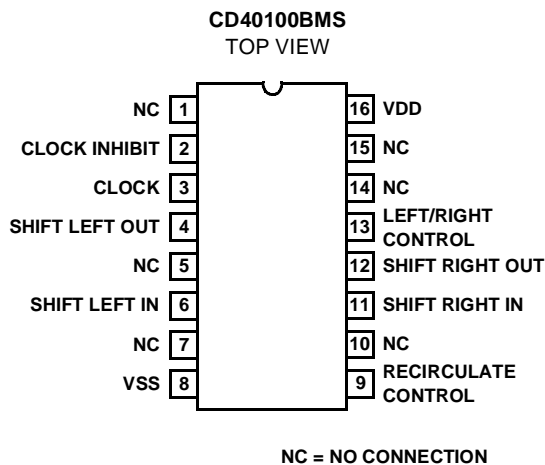 CD40100BMS
TOP VIEW
NC 1
CLOCK INHIBIT 2
CLOCK 3
SHIFT LEFT OUT 4
NC 5
SHIFT LEFT IN 6
NC 7
VSS 8
16 VDD
15 NC
14 NC
13 LEFT/RIGHT
CONTROL
12 SHIFT RIGHT OUT
11 SHIFT RIGHT IN
10 NC
9 RECIRCULATE
CONTROL
NC = NO CONNECTION